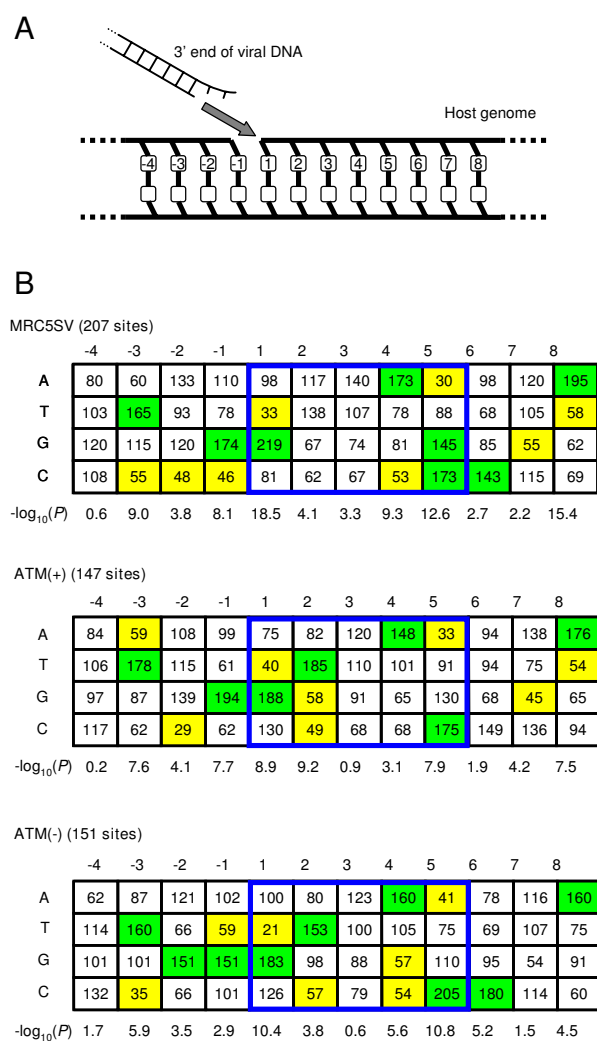 A
3' end of viral DNA
Host genome
-4 -3 -2 -1 1 2 3 4 5 6 7 8
B
MRC5SV (207 sites)
-4 -3 -2 -1 1 2 3 4 5 6 7 8
A 80 60 133 110 98 117 140 173 30 98 120 195
T 103 165 93 78 33 138 107 78 88 68 105 58
G 120 115 120 174 219 67 74 81 145 85 55 62
C 108 55 48 46 81 62 67 53 173 143 115 69
-log10(P) 0.6 9.0 3.8 8.1 18.5 4.1 3.3 9.3 12.6 2.7 2.2 15.4
ATM(+) (147 sites)
-4 -3 -2 -1 1 2 3 4 5 6 7 8
A 84 59 108 99 75 82 120 148 33 94 138 176
T 106 178 115 61 40 185 110 101 91 94 75 54
G 97 87 139 194 188 58 91 65 130 68 45 65
C 117 62 29 62 130 49 68 68 175 149 136 94
-log10(P) 0.2 7.6 4.1 7.7 8.9 9.2 0.9 3.1 7.9 1.9 4.2 7.5
ATM(-) (151 sites)
-4 -3 -2 -1 1 2 3 4 5 6 7 8
A 62 87 121 102 100 80 123 160 41 78 116 160
T 114 160 66 59 21 153 100 105 75 69 107 75
G 101 101 151 151 183 98 88 57 110 95 54 91
C 132 35 66 101 126 57 79 54 205 180 114 60
-log10(P) 1.7 5.9 3.5 2.9 10.4 3.8 0.6 5.6 10.8 5.2 1.5 4.5